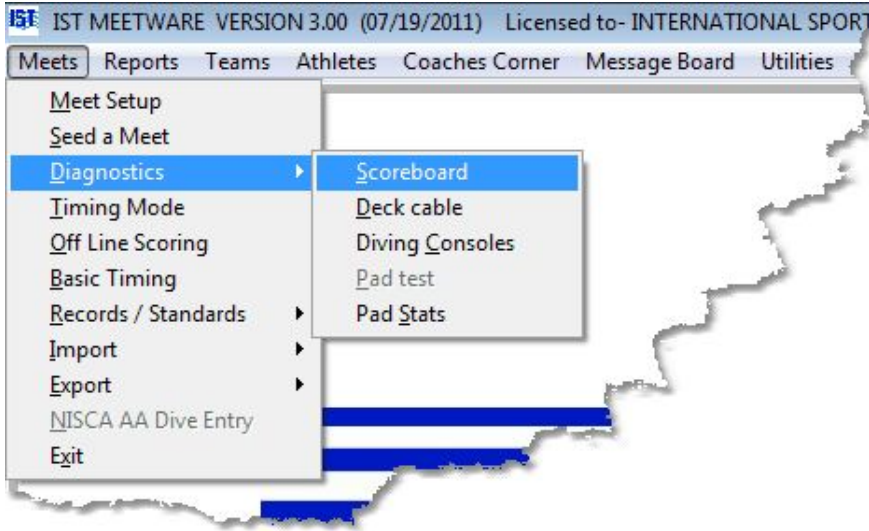 IST IST MEETWARE VERSION 3.00 (07/19/2011) Licensed to- INTERNATIONAL SPORT
Meets Reports Teams Athletes Coaches Corner Message Board Utilities
Meet Setup
Seed a Meet
Diagnostics
Timing Mode
Off Line Scoring
Basic Timing
Records / Standards
Import
Export
NISCA AA Dive Entry
Exit
Scoreboard
Deck cable
Diving Consoles
Pad test
Pad Stats